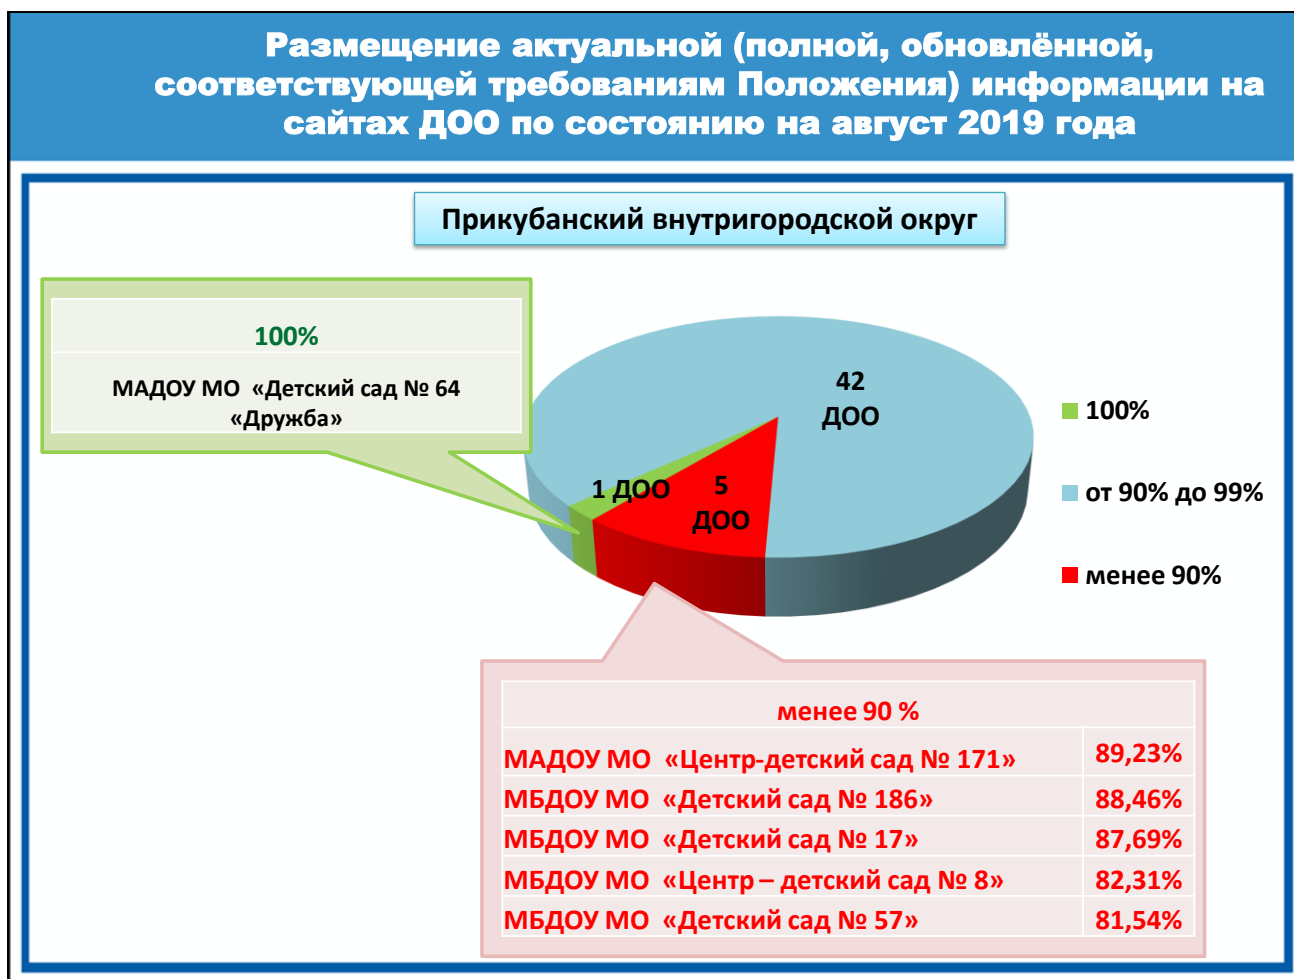 Размещение актуальной (полной, обновлённой,
соответствующей требованиям Положения) информации на
сайтах ДОО по состоянию на август 2019 года
Прикубанский внутригородской округ
100%
МАДОУ МО «Детский сад № 64
«Дружба»
42
ДОО
1 ДОО
5
ДОО
100%
от 90% до 99%
менее 90%
менее 90 %
МАДОУ МО «Центр-детский сад № 171» 89,23%
МБДОУ МО «Детский сад № 186» 88,46%
МБДОУ МО «Детский сад № 17» 87,69%
МБДОУ МО «Центр – детский сад № 8» 82,31%
МБДОУ МО «Детский сад № 57» 81,54%